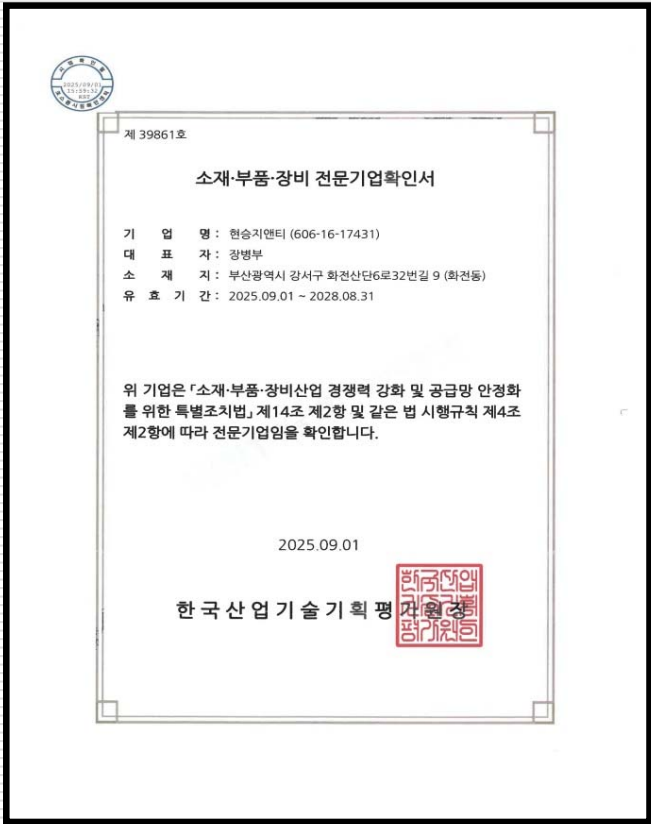 시점확인필
2025/09/01
제 39861호
소재·부품·장비 전문기업확인서
기 업 명 : 현승지앤티 (606-16-17431)
대 표 자 : 장병부
소 재 지 : 부산광역시 강서구 화전산단6로32번길 9 (화전동)
유 효 기 간 : 2025.09.01 ~ 2028.08.31
위 기업은 「소재·부품·장비산업 경쟁력 강화 및 공급망 안정화
를 위한 특별조치법」 제14조 제2항 및 같은 법 시행규칙 제4조
제2항에 따라 전문기업임을 확인합니다.
2025.09.01
한국산업기술기획평가원장